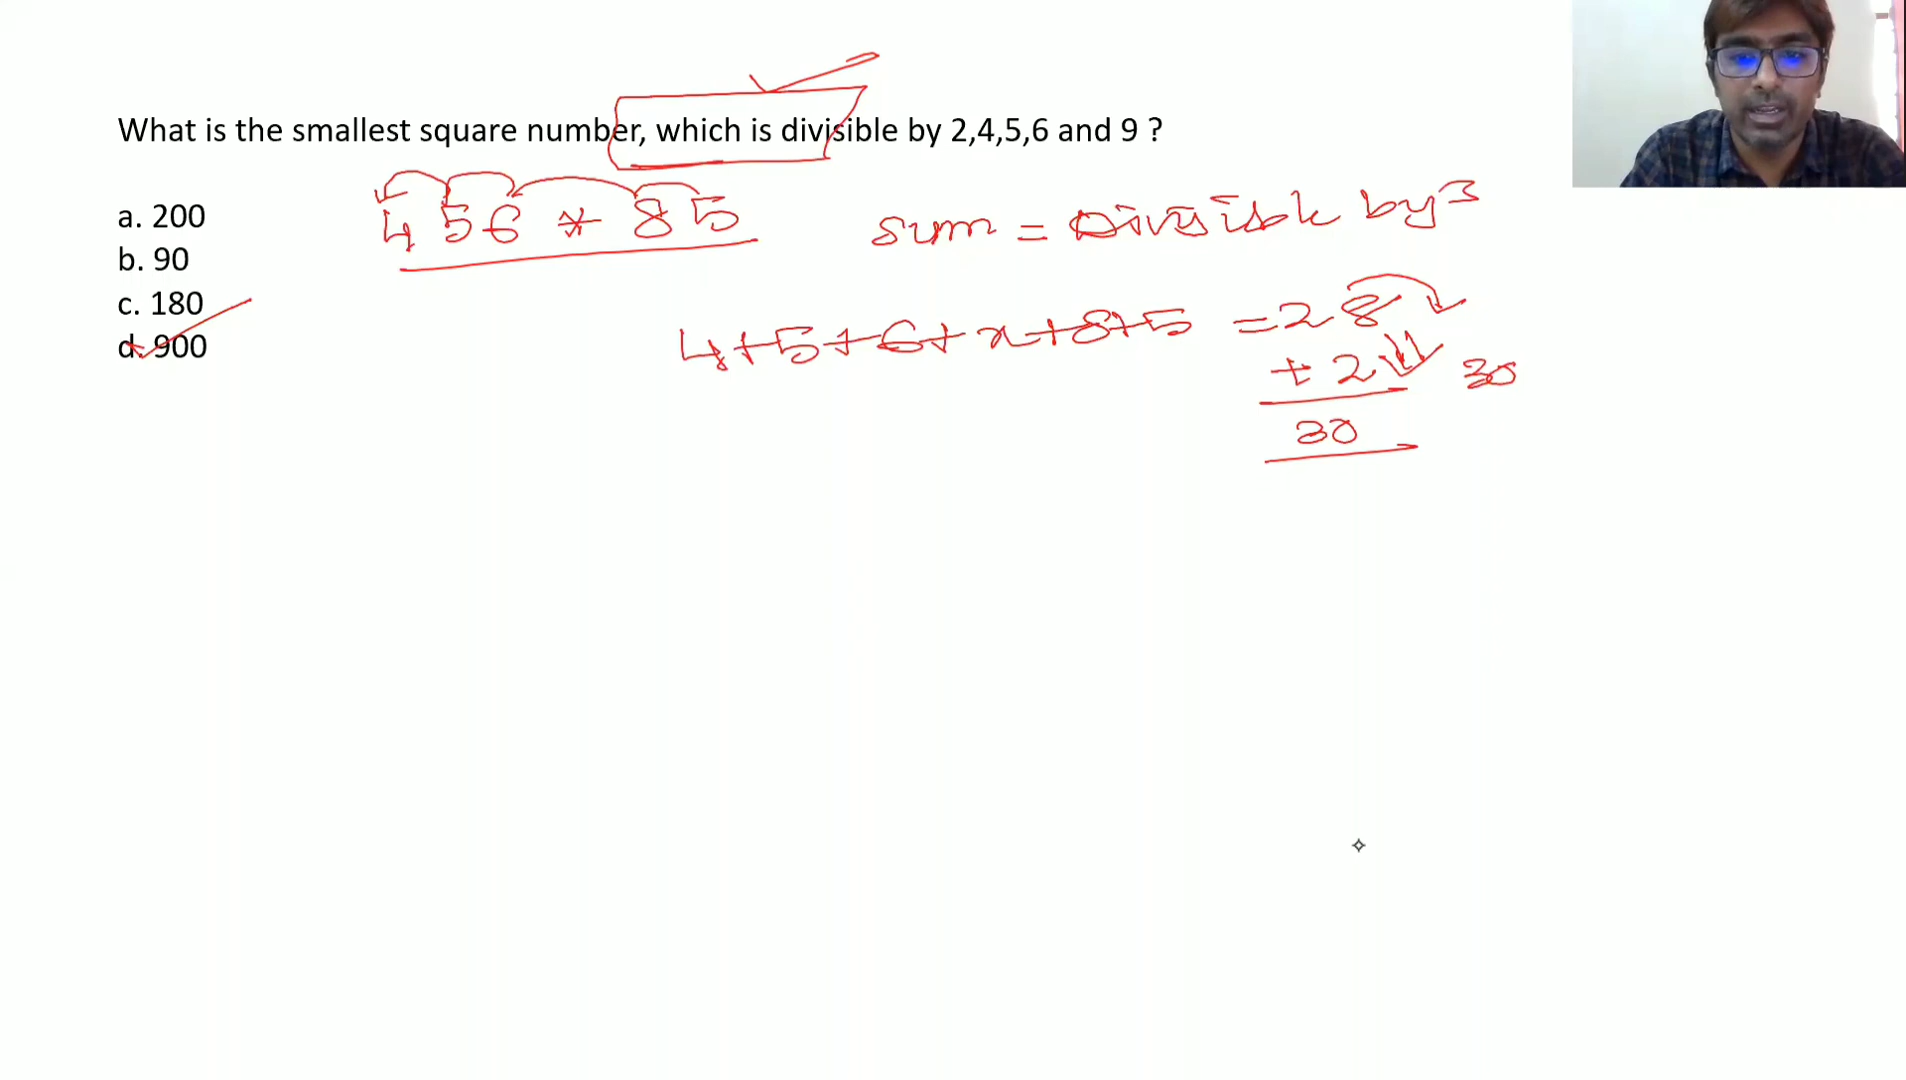 What is the smallest square number, which is divisible by 2,4,5,6 and 9 ?
a. 200
b. 90
c. 180
d. 900
456 * 85
sum = Divisible by 3
4+5+6+x+8+5 = 28
+ 2
30
30